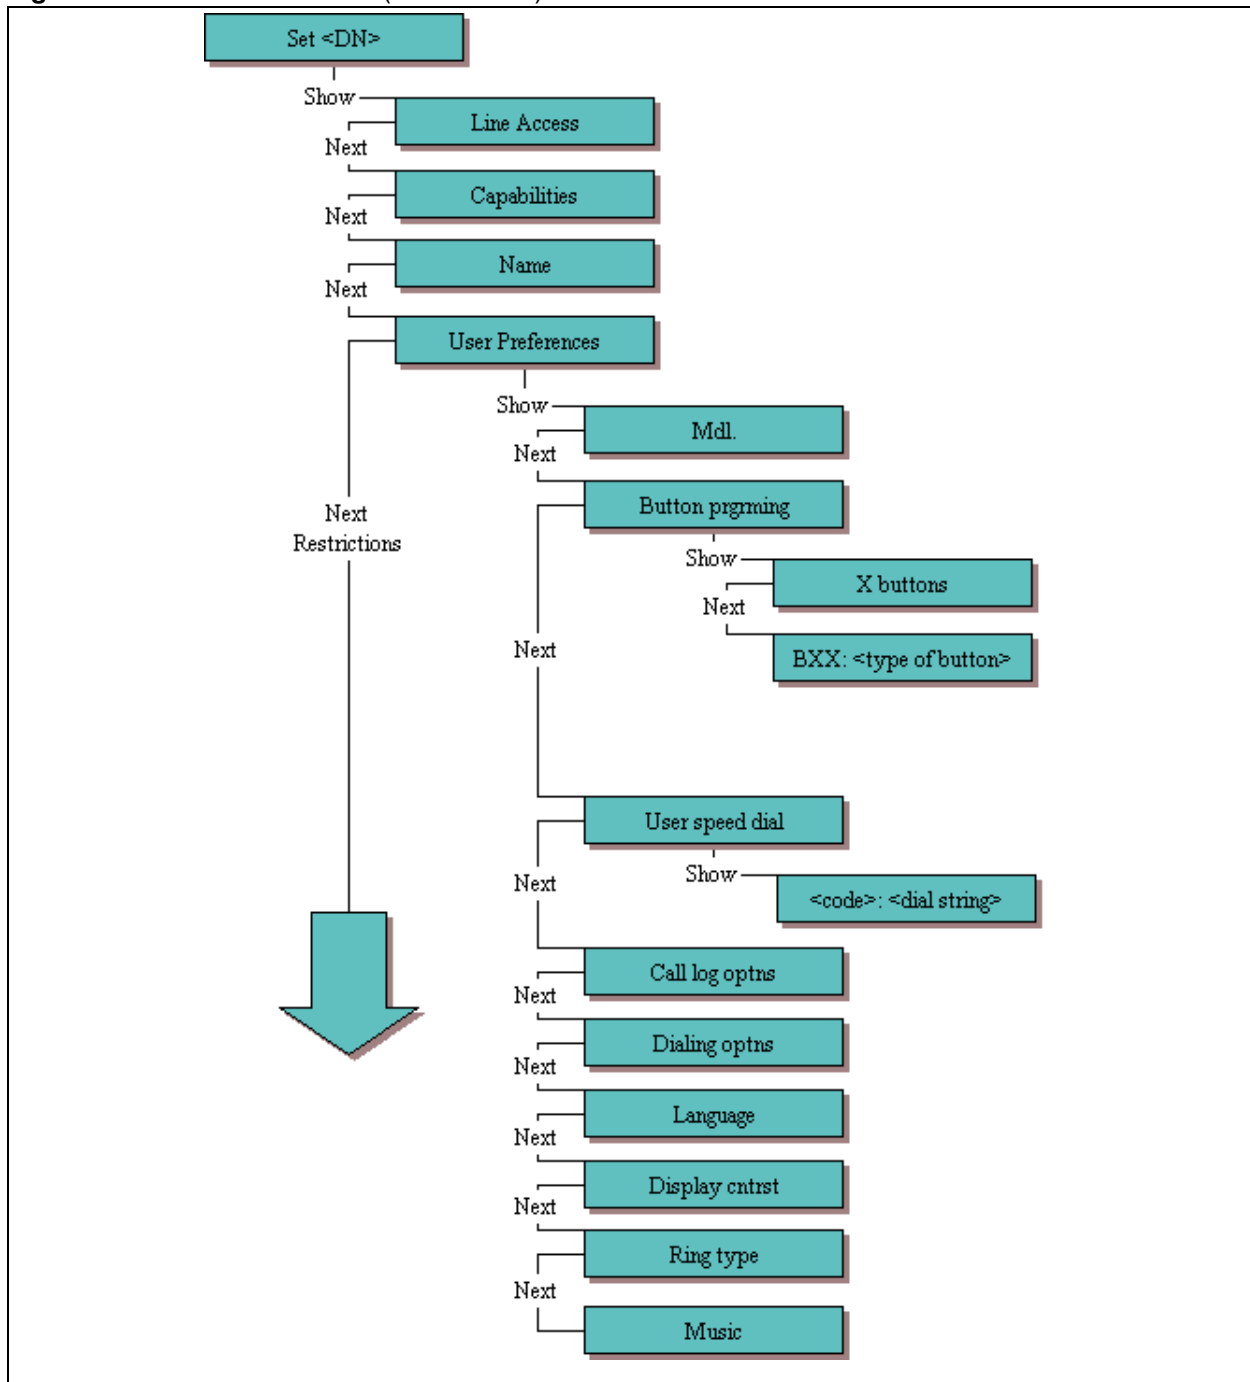 Set <DN>
Show
Line Access
Next
Capabilities
Next
Name
Next
User Preferences
Show
Mdl.
Next
Button prgrming
Show
X buttons
Next
BXX: <type of button>
Next
Restrictions
Next
User speed dial
Show
<code>: <dial string>
Next
Call log optns
Next
Dialing optns
Next
Language
Next
Display cntrst
Next
Ring type
Next
Music